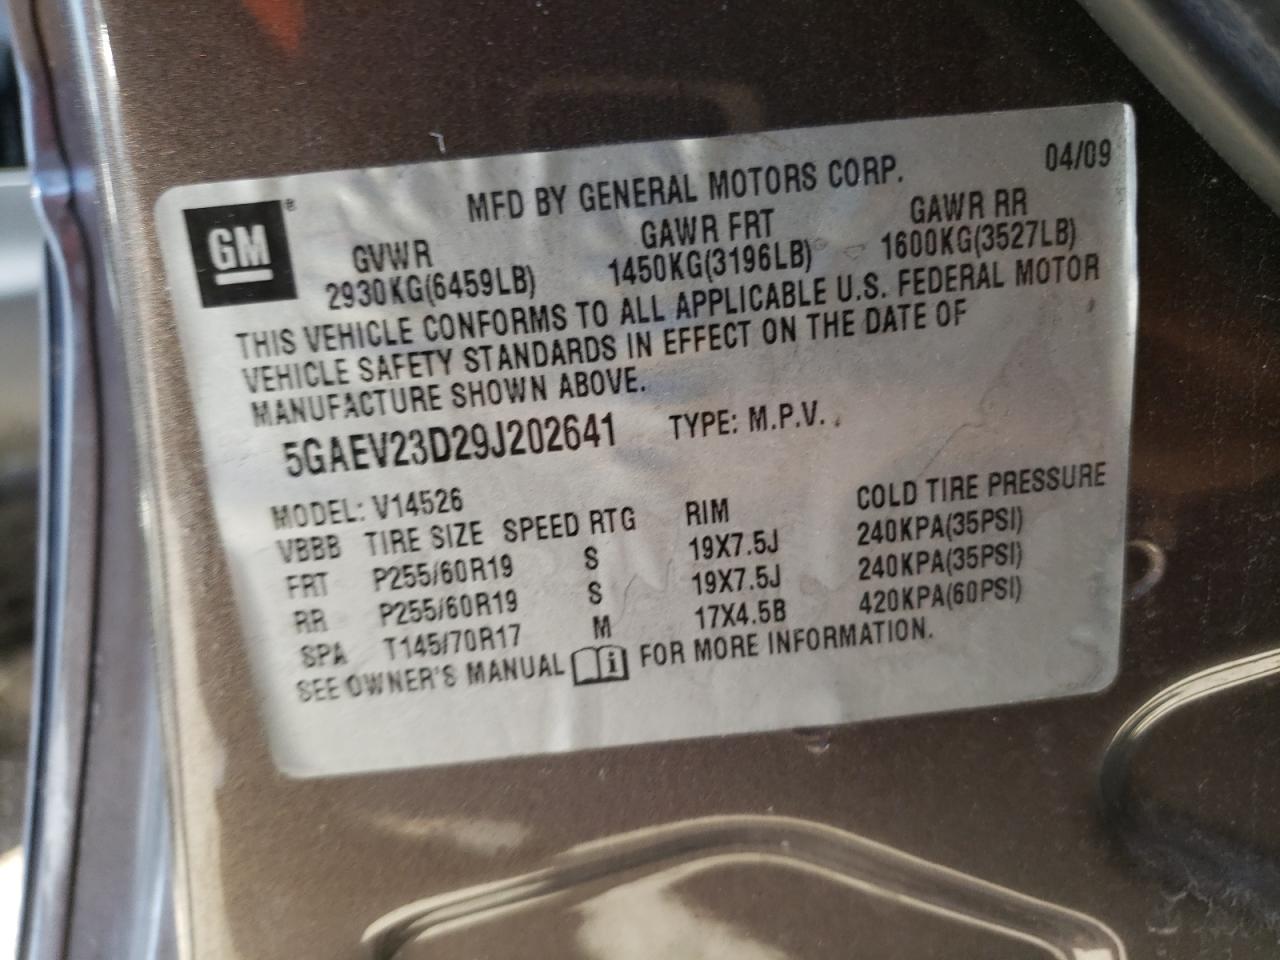 GM®
MFD BY GENERAL MOTORS CORP. 04/09
GVWR GAWR FRT GAWR RR
2930KG(6459LB) 1450KG(3196LB) 1600KG(3527LB)
THIS VEHICLE CONFORMS TO ALL APPLICABLE U.S. FEDERAL MOTOR
VEHICLE SAFETY STANDARDS IN EFFECT ON THE DATE OF
MANUFACTURE SHOWN ABOVE.
5GAEV23D29J202641 TYPE: M.P.V.
MODEL: V14526
VBBB TIRE SIZE SPEED RTG RIM COLD TIRE PRESSURE
FRT P255/60R19 S 19X7.5J 240KPA(35PSI)
RR P255/60R19 S 19X7.5J 240KPA(35PSI)
SPA T145/70R17 M 17X4.5B 420KPA(60PSI)
SEE OWNER'S MANUAL i FOR MORE INFORMATION.